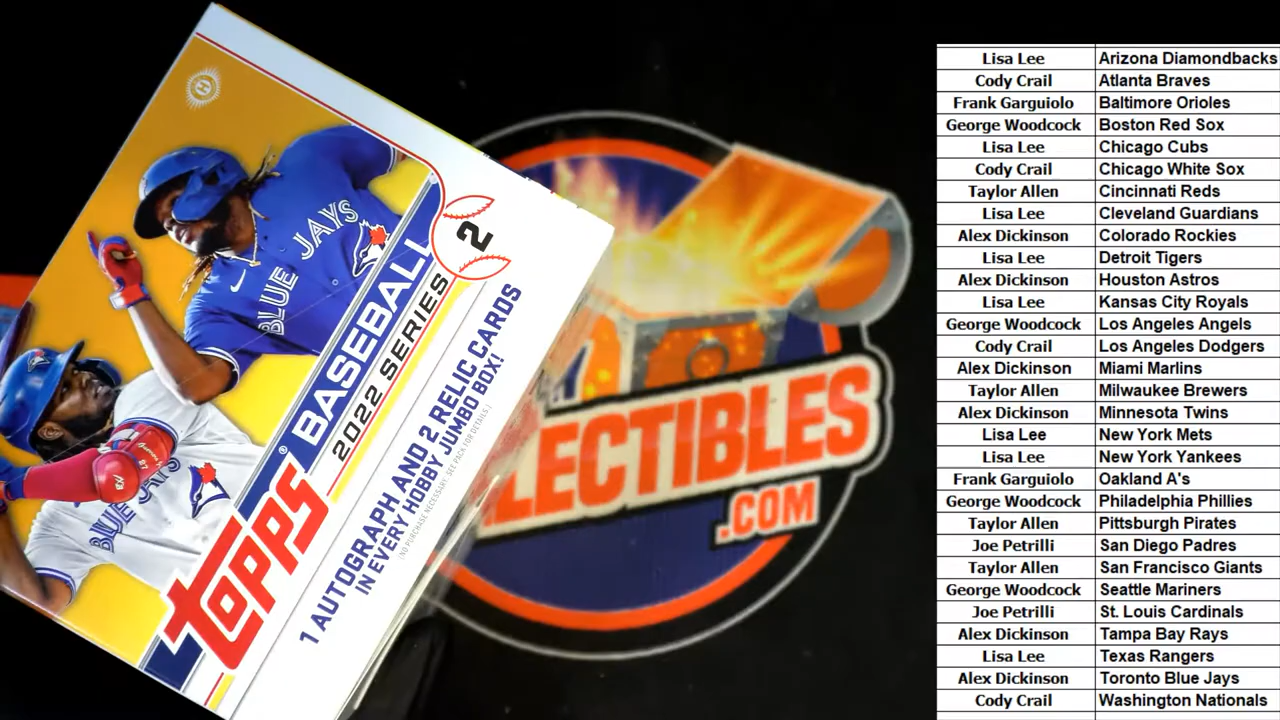 H
BLUE JAYS
BLUE JAYS
2
BASEBALL
2022 SERIES
TOPPS®
1 AUTOGRAPH AND 2 RELIC CARDS
IN EVERY HOBBY JUMBO BOX!
(NO PURCHASE NECESSARY. SEE PACK FOR DETAILS.)
LECTIBLES
.COM
Lisa Lee Arizona Diamondbacks
Cody Crail Atlanta Braves
Frank Garguiolo Baltimore Orioles
George Woodcock Boston Red Sox
Lisa Lee Chicago Cubs
Cody Crail Chicago White Sox
Taylor Allen Cincinnati Reds
Lisa Lee Cleveland Guardians
Alex Dickinson Colorado Rockies
Lisa Lee Detroit Tigers
Alex Dickinson Houston Astros
Lisa Lee Kansas City Royals
George Woodcock Los Angeles Angels
Cody Crail Los Angeles Dodgers
Alex Dickinson Miami Marlins
Taylor Allen Milwaukee Brewers
Alex Dickinson Minnesota Twins
Lisa Lee New York Mets
Lisa Lee New York Yankees
Frank Garguiolo Oakland A's
George Woodcock Philadelphia Phillies
Taylor Allen Pittsburgh Pirates
Joe Petrilli San Diego Padres
Taylor Allen San Francisco Giants
George Woodcock Seattle Mariners
Joe Petrilli St. Louis Cardinals
Alex Dickinson Tampa Bay Rays
Lisa Lee Texas Rangers
Alex Dickinson Toronto Blue Jays
Cody Crail Washington Nationals